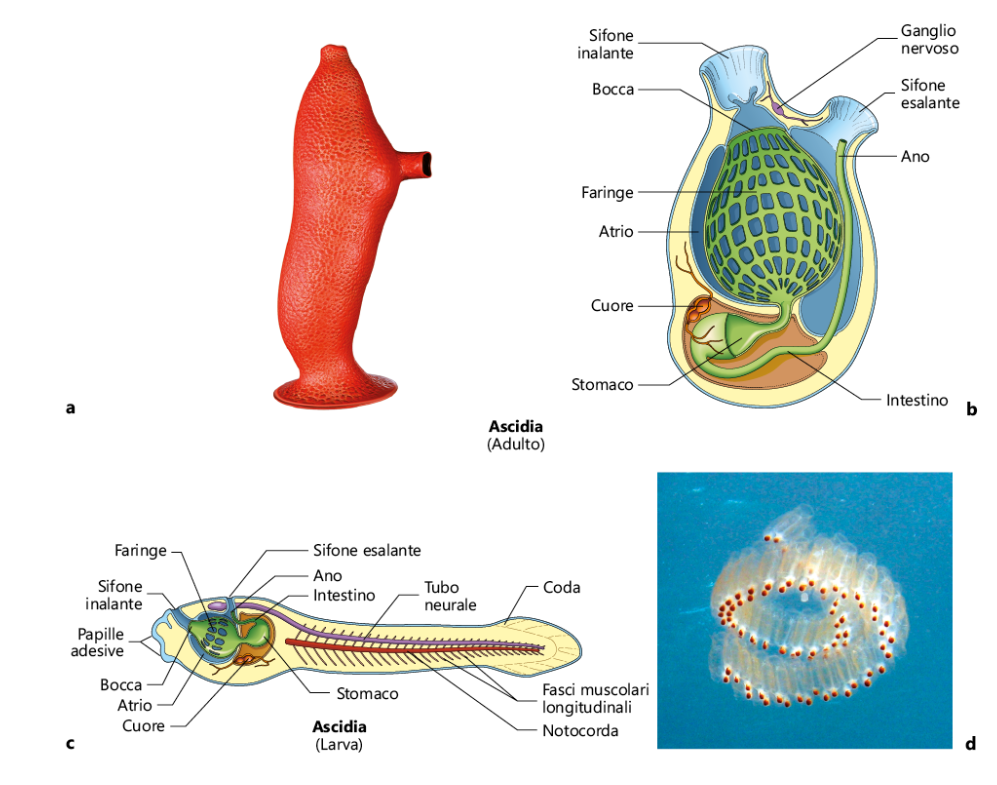 Sifone
inalante
Ganglio
nervoso
Bocca
Sifone
esalante
Ano
Faringe
Atrio
Cuore
Stomaco
Intestino
a
b
Ascidia
(Adulto)
Faringe
Sifone esalante
Sifone
inalante
Ano
Intestino
Tubo
neurale
Coda
Papille
adesive
Bocca
Atrio
Cuore
Stomaco
Fasci muscolari
longitudinali
Notocorda
Ascidia
(Larva)
c
d